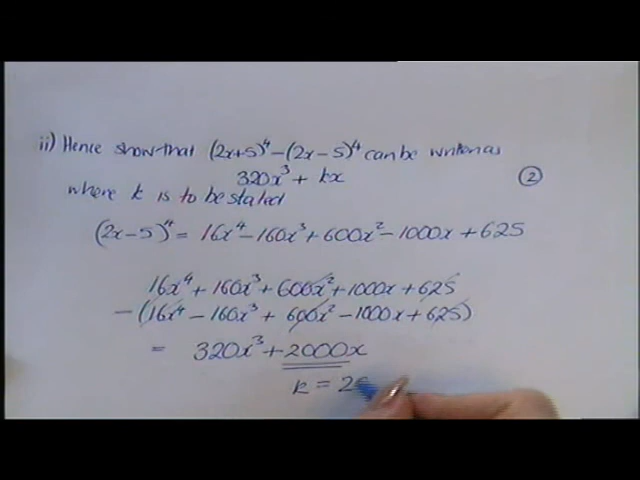 ii) Hence show that (2x+5)⁴ – (2x – 5)⁴ can be written as
320x³ + kx
where k is to be stated
②
(2x – 5)⁴ = 16x⁴ – 160x³ + 600x² – 1000x + 625
16x⁴ + 160x³ + 600x² + 1000x + 625
– (16x⁴ – 160x³ + 600x² – 1000x + 625)
= 320x³ + 2000x
k = 2